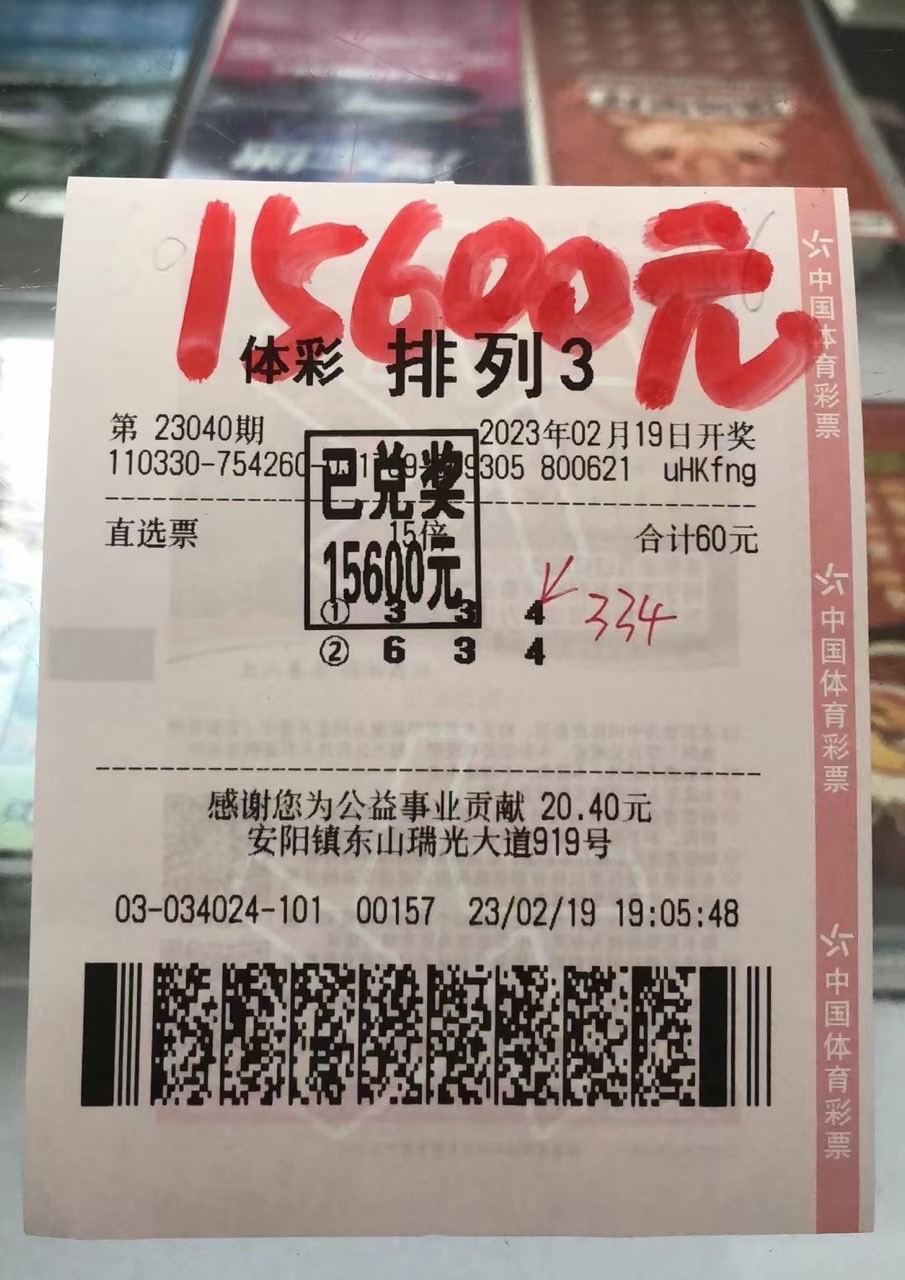 15600元
体彩 排列3
第 23040期 2023年02月19日开奖
110330-754260- 9305 800621 uHKfng
直选票 15倍 合计60元
已兑奖
15600元
① 3 3 4 334
② 6 3 4
感谢您为公益事业贡献 20.40元
安阳镇东山瑞光大道919号
03-034024-101 00157 23/02/19 19:05:48
中国体育彩票
中国体育彩票
中国体育彩票